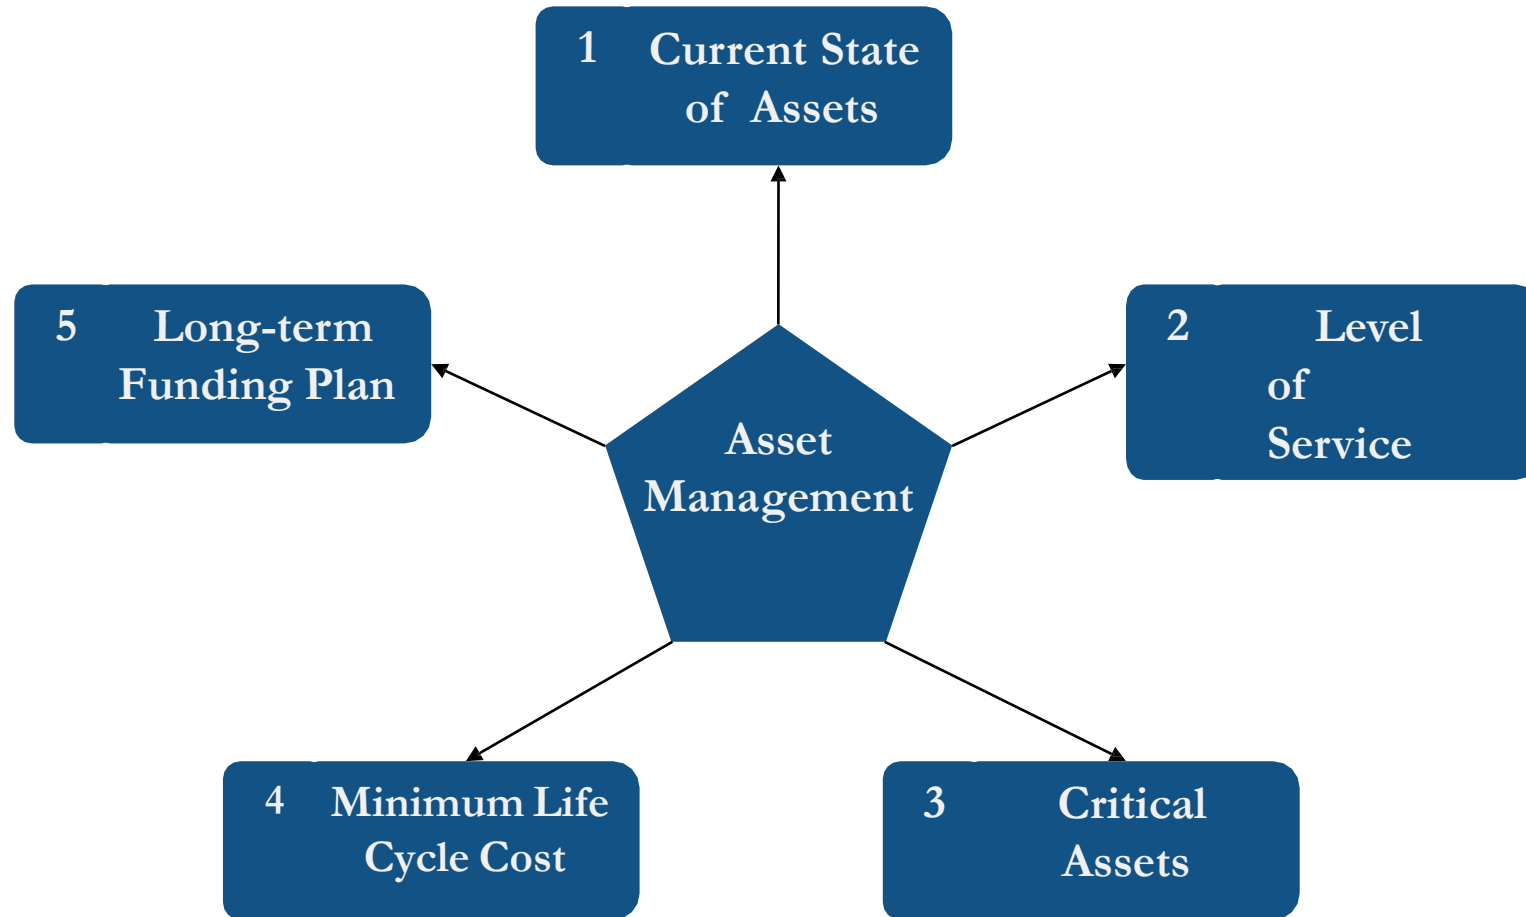 1 Current State
of Assets
5 Long-term
Funding Plan
2 Level
of
Service
Asset
Management
4 Minimum Life
Cycle Cost
3 Critical
Assets